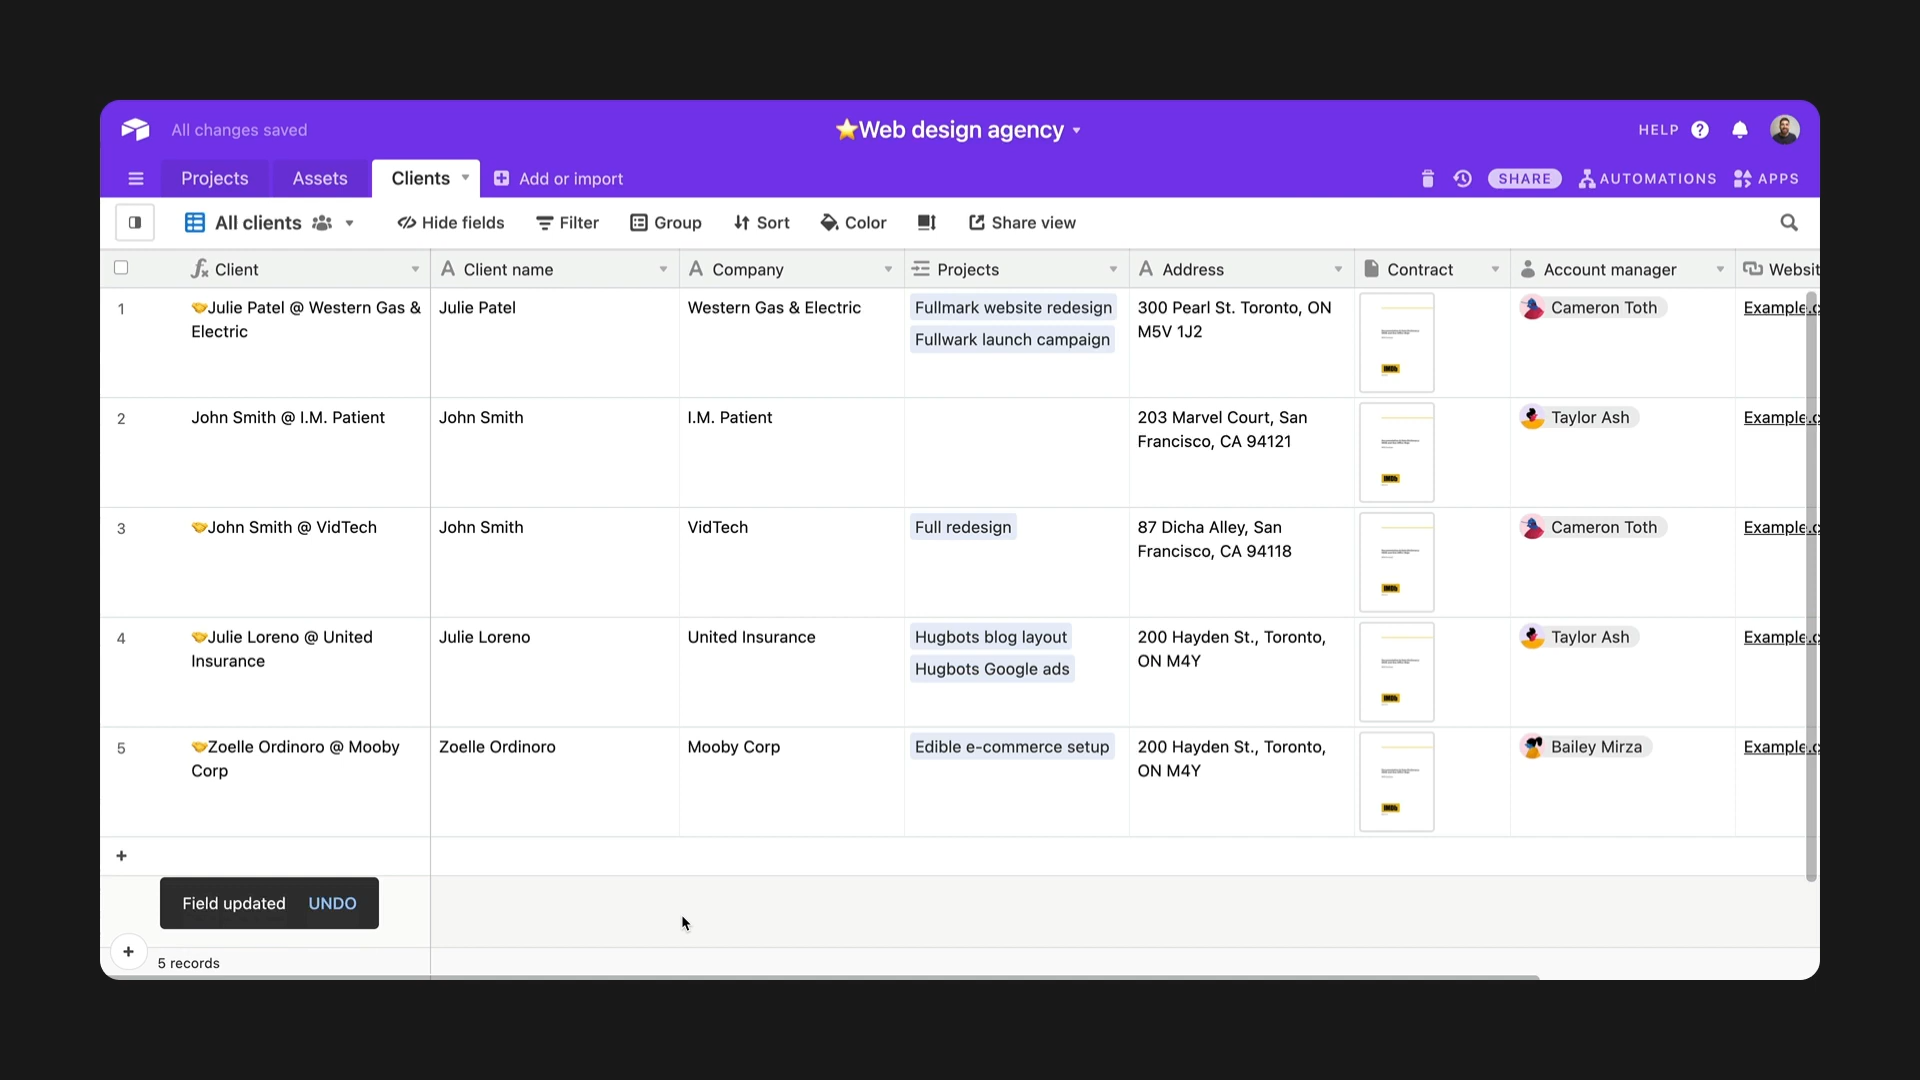 All changes saved
⭐Web design agency
HELP
Projects
Assets
Clients
Add or import
SHARE
AUTOMATIONS
APPS
All clients
Hide fields
Filter
Group
Sort
Color
Share view
Client
Client name
Company
Projects
Address
Contract
Account manager
Websit
1
🤝Julie Patel @ Western Gas &
Electric
Julie Patel
Western Gas & Electric
Fullmark website redesign
Fullwark launch campaign
300 Pearl St. Toronto, ON
M5V 1J2
IMDb
Cameron Toth
Example.c
2
John Smith @ I.M. Patient
John Smith
I.M. Patient
203 Marvel Court, San
Francisco, CA 94121
IMDb
Taylor Ash
Example.c
3
🤝John Smith @ VidTech
John Smith
VidTech
Full redesign
87 Dicha Alley, San
Francisco, CA 94118
IMDb
Cameron Toth
Example.c
4
🤝Julie Loreno @ United
Insurance
Julie Loreno
United Insurance
Hugbots blog layout
Hugbots Google ads
200 Hayden St., Toronto,
ON M4Y
IMDb
Taylor Ash
Example.c
5
🤝Zoelle Ordinoro @ Mooby
Corp
Zoelle Ordinoro
Mooby Corp
Edible e-commerce setup
200 Hayden St., Toronto,
ON M4Y
IMDb
Bailey Mirza
Example.c
Field updated UNDO
5 records